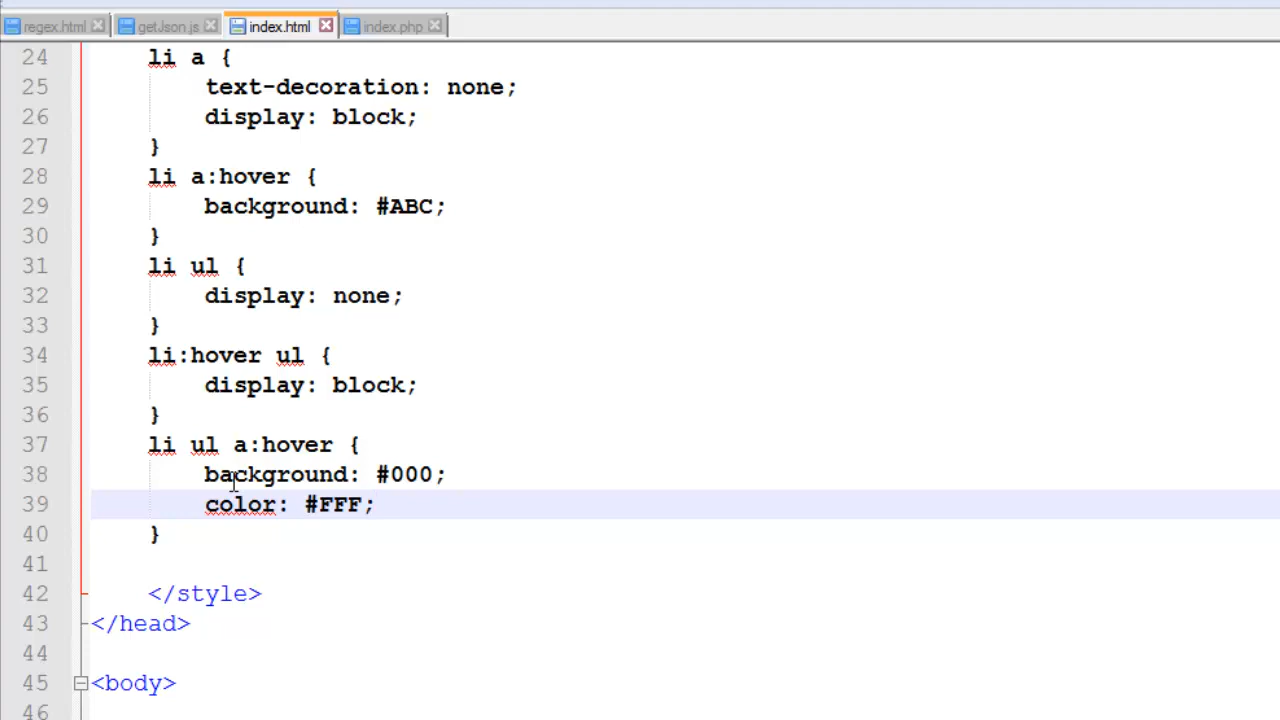 regex.html getJson.js index.html index.php
24 li a {
25 text-decoration: none;
26 display: block;
27 }
28 li a:hover {
29 background: #ABC;
30 }
31 li ul {
32 display: none;
33 }
34 li:hover ul {
35 display: block;
36 }
37 li ul a:hover {
38 background: #000;
39 color: #FFF;
40 }
41
42 </style>
43 </head>
44
45 <body>
46